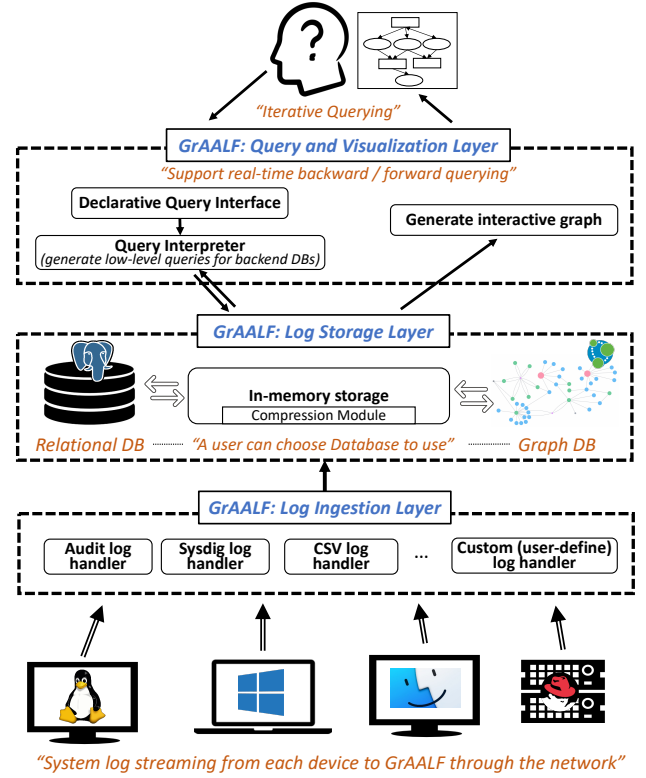 ?
“Iterative Querying”
GrAALF: Query and Visualization Layer
“Support real-time backward / forward querying”
Declarative Query Interface
Generate interactive graph
Query Interpreter
(generate low-level queries for backend DBs)
GrAALF: Log Storage Layer
In-memory storage
Compression Module
Relational DB
“A user can choose Database to use”
Graph DB
GrAALF: Log Ingestion Layer
Audit log
handler
Sysdig log
handler
CSV log
handler
...
Custom (user-define)
log handler
“System log streaming from each device to GrAALF through the network”